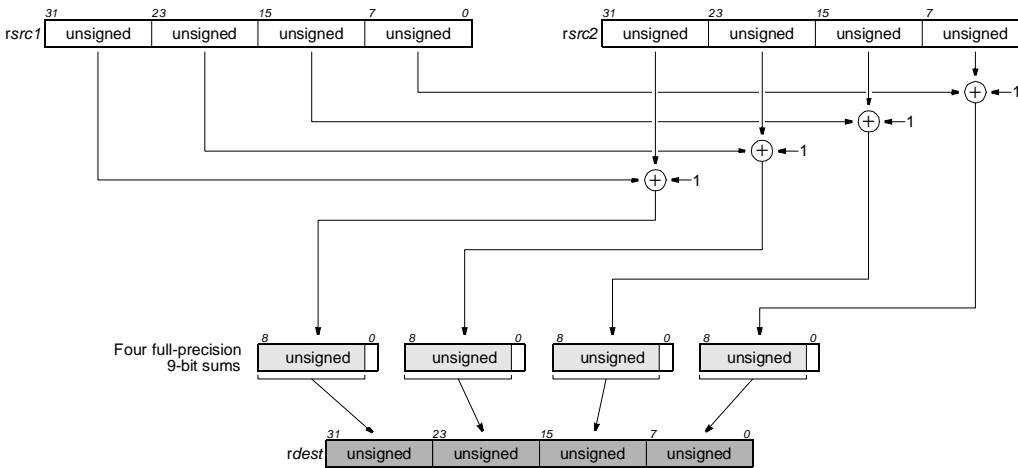 31 23 15 7 0
rsrc1 unsigned unsigned unsigned unsigned
31 23 15 7
rsrc2 unsigned unsigned unsigned unsigned
+ 1
+ 1
+ 1
+ 1
Four full-precision
9-bit sums
8 0 8 0 8 0 8 0
unsigned unsigned unsigned unsigned
31 23 15 7 0
rdest unsigned unsigned unsigned unsigned